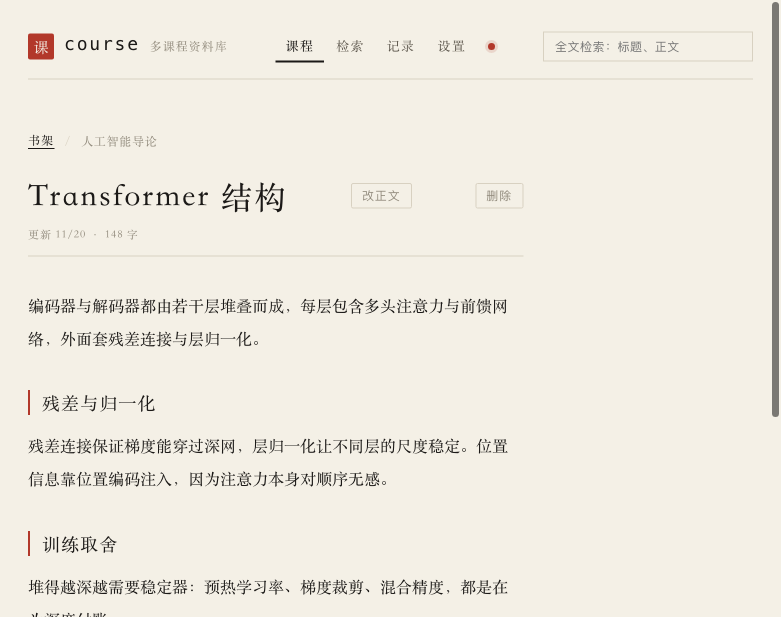 课 course 多课程资料库 课程 检索 记录 设置 全文检索：标题、正文
书架 / 人工智能导论
Transformer 结构 改正文 删除
更新 11/20 · 148 字
编码器与解码器都由若干层堆叠而成，每层包含多头注意力与前馈网
络，外面套残差连接与层归一化。
残差与归一化
残差连接保证梯度能穿过深网，层归一化让不同层的尺度稳定。位置
信息靠位置编码注入，因为注意力本身对顺序无感。
训练取舍
堆得越深越需要稳定器：预热学习率、梯度裁剪、混合精度，都是在